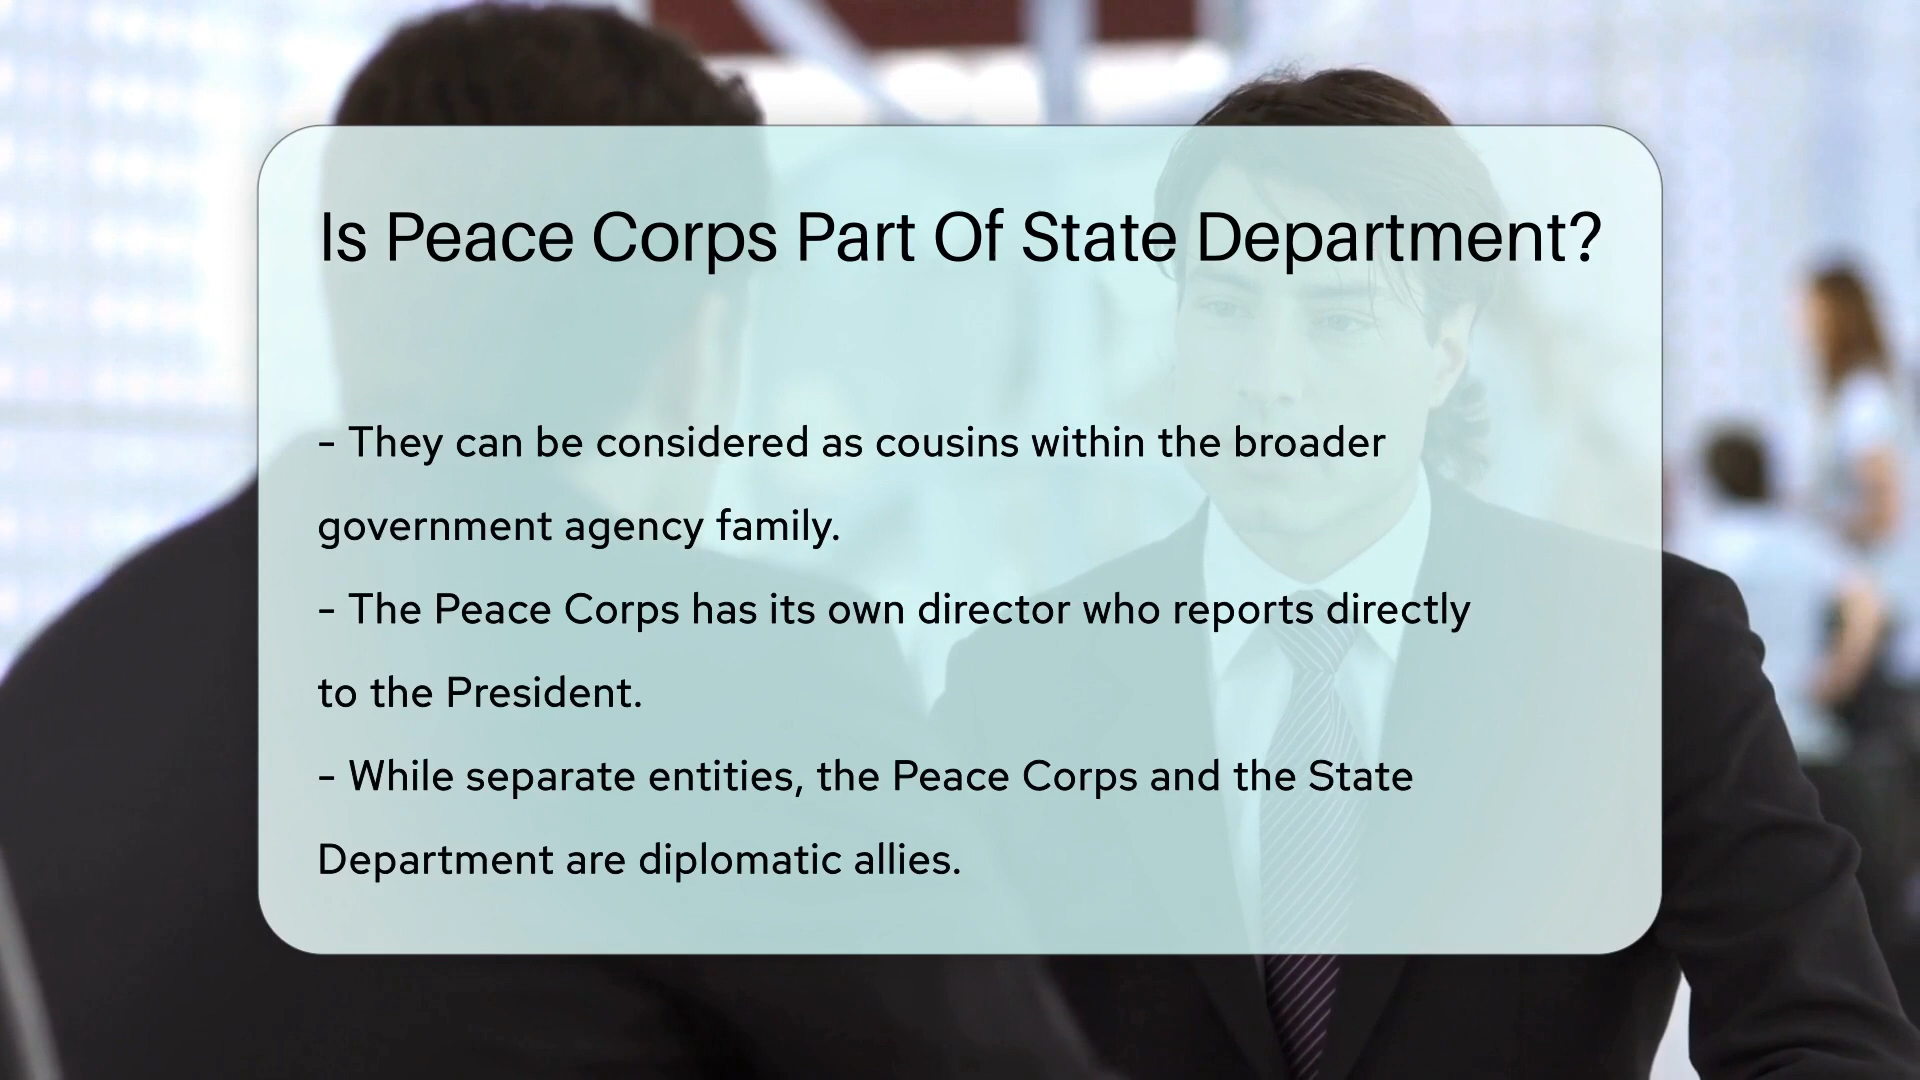 Is Peace Corps Part Of State Department?
- They can be considered as cousins within the broader
government agency family.
- The Peace Corps has its own director who reports directly
to the President.
- While separate entities, the Peace Corps and the State
Department are diplomatic allies.